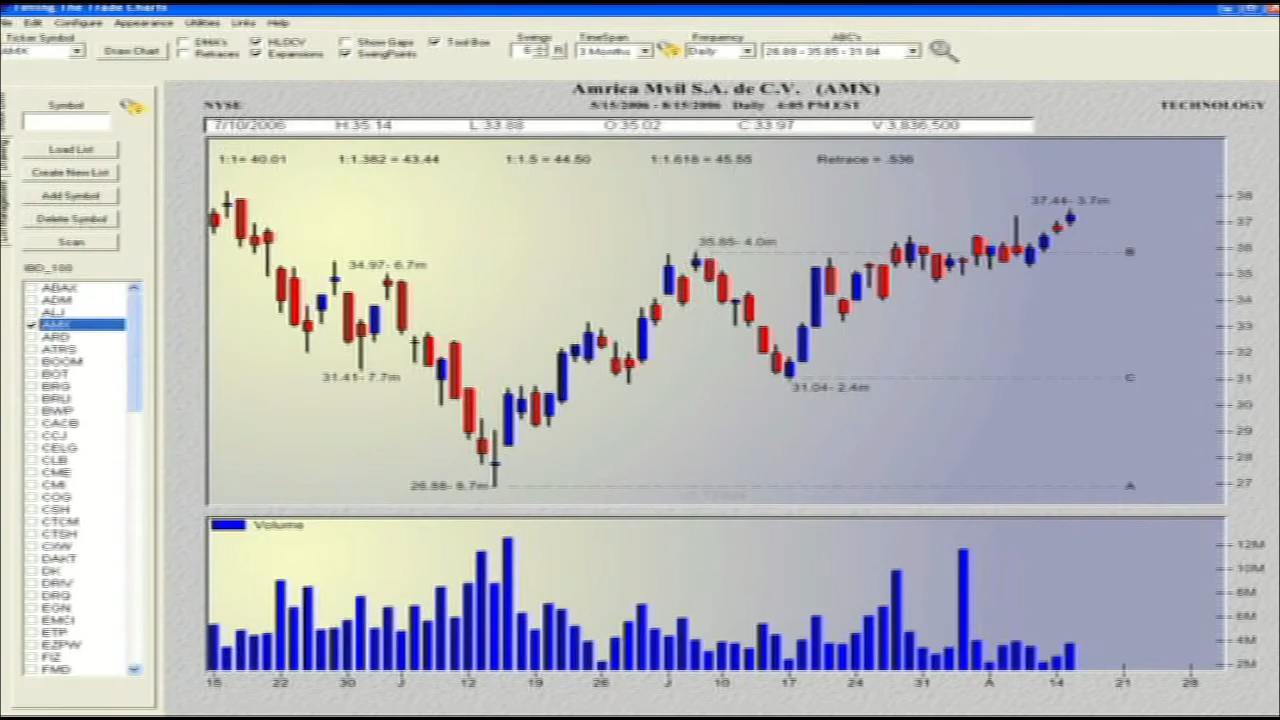 Timing The Trade Charts
Edit Configure Appearance Utilities Links Help
Ticker Symbol
AMX
Draw Chart
DMA's
Retraces
HLOCV
Expansions
Show Gaps
SwingPoints
Tool Box
Swings
6
R
TimeSpan
3 Months
Frequency
Daily
ABC's
26.88 - 35.85 - 31.04
Amrica Mvil S.A. de C.V. (AMX)
NYSE
5/15/2006 - 8/15/2006 Daily 4:05 PM EST
TECHNOLOGY
7/10/2006 H:35.14 L:33.88 O:35.02 C:33.97 V:3,836,500
1:1= 40.01 1:1.382 = 43.44 1:1.5 = 44.50 1:1.618 = 45.55 Retrace = .536
Symbol
Load List
Create New List
Add Symbol
Delete Symbol
Scan
IBD_100
ABAX
ADM
ALJ
AMX
ARD
ATRS
BOOM
BOT
BRG
BRU
BWP
CACB
CCJ
CELG
CLB
CME
CMI
COG
CSH
CTCM
CTSH
CXW
DAKT
DK
DRIV
DRQ
EGN
EMCI
ETP
EZPW
FIZ
FMD
37.44- 3.7m
35.85- 4.0m
34.97- 6.7m
31.41- 7.7m
31.04- 2.4m
26.88- 8.7m
B
C
A
38
37
36
35
34
33
32
31
30
29
28
27
Volume
12M
10M
8M
6M
4M
2M
15 22 30 J 12 19 26 J 10 17 24 31 A 14 21 28